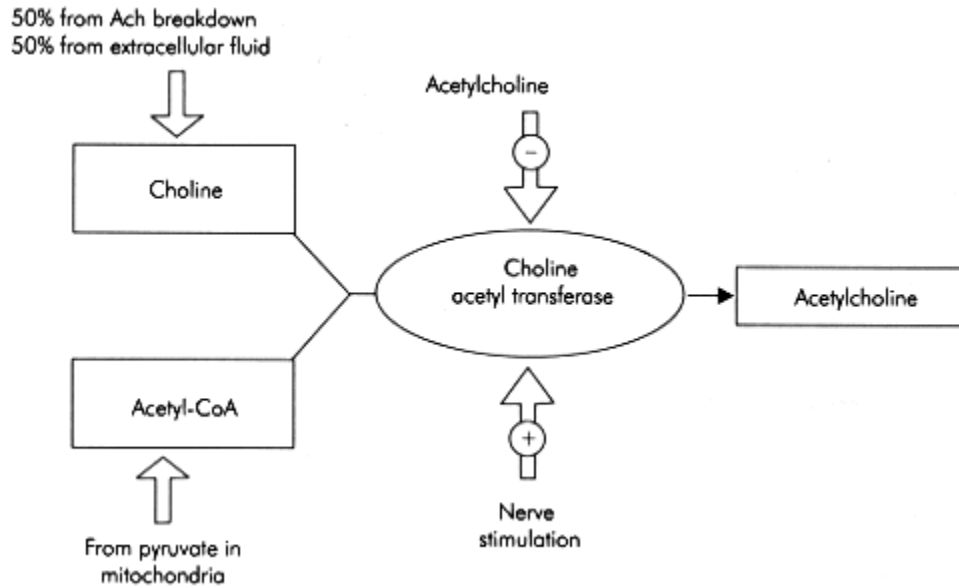 50% from Ach breakdown
50% from extracellular fluid
Acetylcholine
−
Choline
Choline
acetyl transferase
Acetylcholine
Acetyl-CoA
+
Nerve
stimulation
From pyruvate in
mitochondria